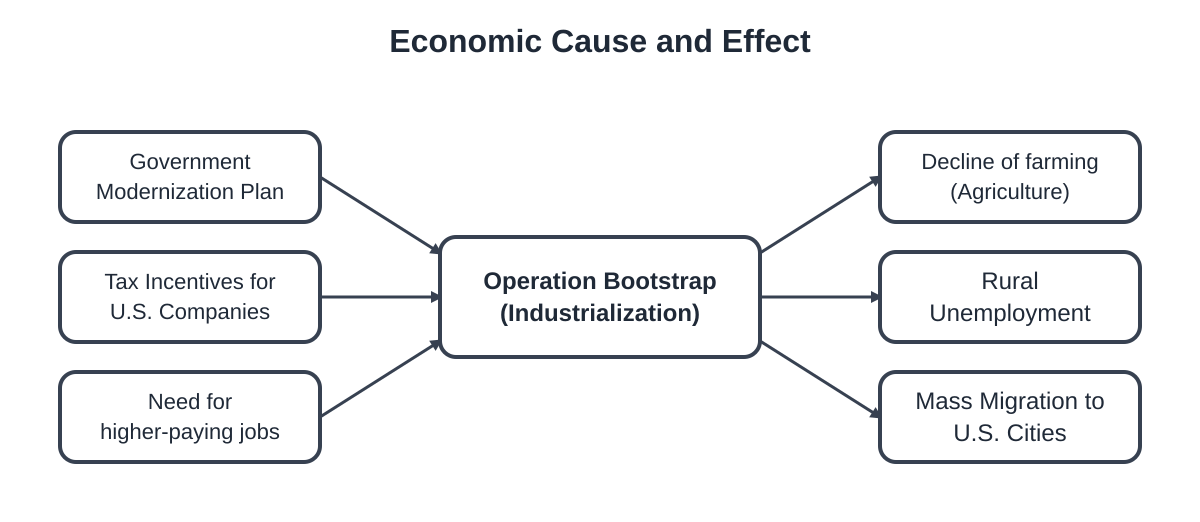 Economic Cause and Effect
Government
Modernization Plan
Tax Incentives for
U.S. Companies
Need for
higher-paying jobs
Operation Bootstrap
(Industrialization)
Decline of farming
(Agriculture)
Rural
Unemployment
Mass Migration to
U.S. Cities